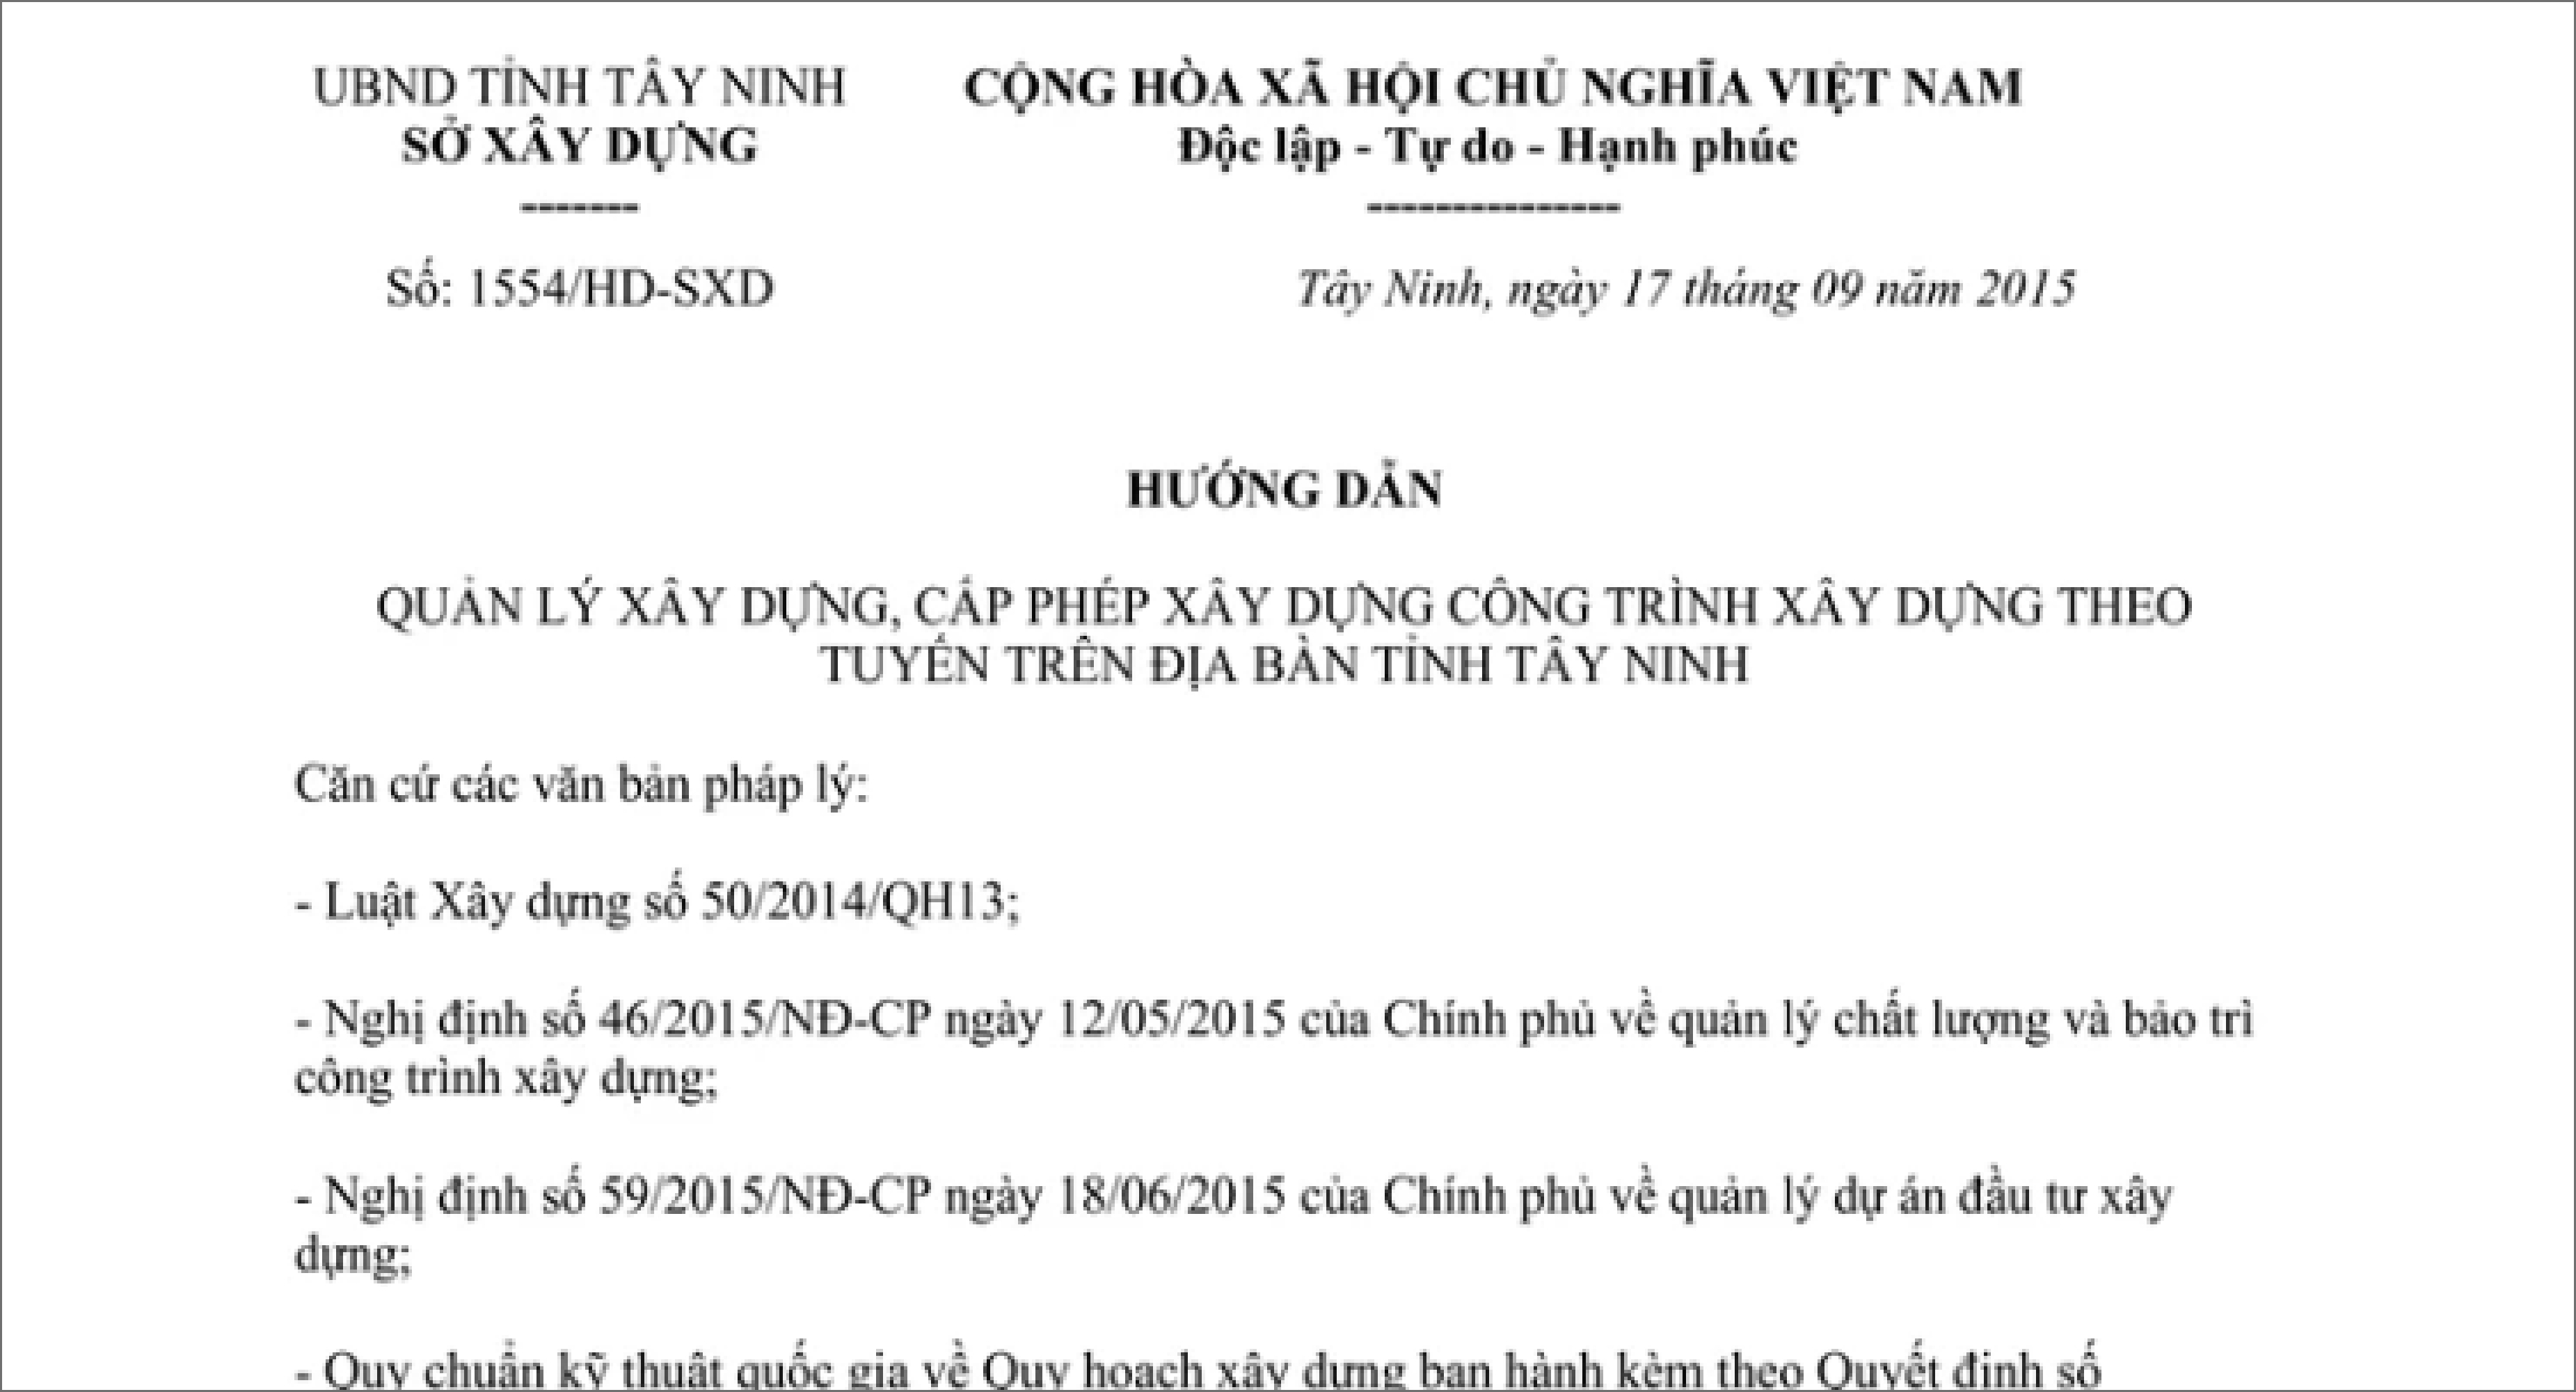 UBND TỈNH TÂY NINH
SỞ XÂY DỰNG
-------
Số: 1554/HD-SXD
CỘNG HÒA XÃ HỘI CHỦ NGHĨA VIỆT NAM
Độc lập - Tự do - Hạnh phúc
---------------
Tây Ninh, ngày 17 tháng 09 năm 2015
HƯỚNG DẪN
QUẢN LÝ XÂY DỰNG, CẤP PHÉP XÂY DỰNG CÔNG TRÌNH XÂY DỰNG THEO
TUYẾN TRÊN ĐỊA BÀN TỈNH TÂY NINH
Căn cứ các văn bản pháp lý:
- Luật Xây dựng số 50/2014/QH13;
- Nghị định số 46/2015/NĐ-CP ngày 12/05/2015 của Chính phủ về quản lý chất lượng và bảo trì
công trình xây dựng;
- Nghị định số 59/2015/NĐ-CP ngày 18/06/2015 của Chính phủ về quản lý dự án đầu tư xây
dựng;
- Quy chuẩn kỹ thuật quốc gia về Quy hoạch xây dựng ban hành kèm theo Quyết định số